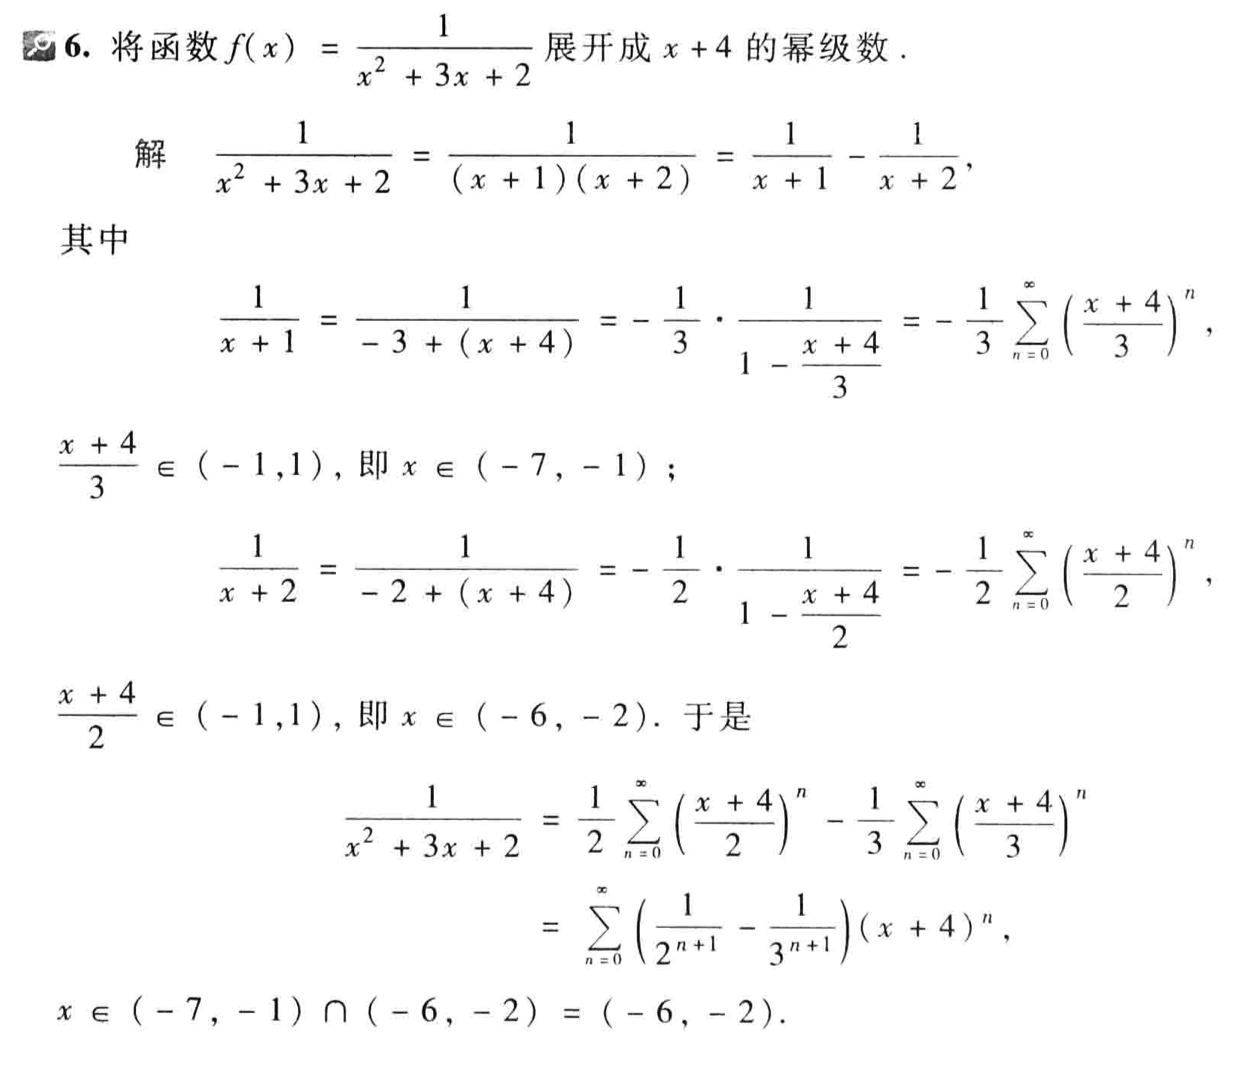 6. 将函数 f(x) = \frac{1}{x^2 + 3x + 2} 展开成 x + 4 的幂级数.
解 \frac{1}{x^2 + 3x + 2} = \frac{1}{(x + 1)(x + 2)} = \frac{1}{x + 1} - \frac{1}{x + 2},
其中
\frac{1}{x + 1} = \frac{1}{-3 + (x + 4)} = -\frac{1}{3} \cdot \frac{1}{1 - \frac{x + 4}{3}} = -\frac{1}{3} \sum_{n=0}^{\infty} \left(\frac{x + 4}{3}\right)^n,
\frac{x + 4}{3} ∈ (-1,1), 即 x ∈ (-7, -1);
\frac{1}{x + 2} = \frac{1}{-2 + (x + 4)} = -\frac{1}{2} \cdot \frac{1}{1 - \frac{x + 4}{2}} = -\frac{1}{2} \sum_{n=0}^{\infty} \left(\frac{x + 4}{2}\right)^n,
\frac{x + 4}{2} ∈ (-1,1), 即 x ∈ (-6, -2). 于是
\frac{1}{x^2 + 3x + 2} = \frac{1}{2} \sum_{n=0}^{\infty} \left(\frac{x + 4}{2}\right)^n - \frac{1}{3} \sum_{n=0}^{\infty} \left(\frac{x + 4}{3}\right)^n
= \sum_{n=0}^{\infty} \left(\frac{1}{2^{n+1}} - \frac{1}{3^{n+1}}\right)(x + 4)^n,
x ∈ (-7, -1) ∩ (-6, -2) = (-6, -2).